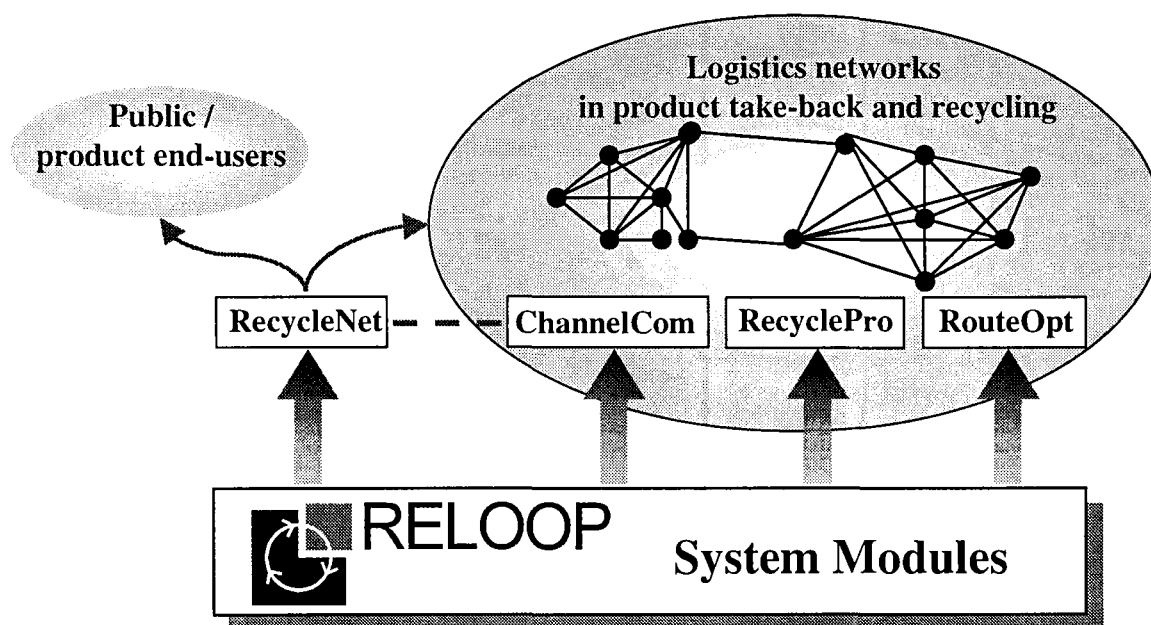 Logistics networks
in product take-back and recycling
Public /
product end-users
RecycleNet
ChannelCom
RecyclePro
RouteOpt
RELOOP
System Modules